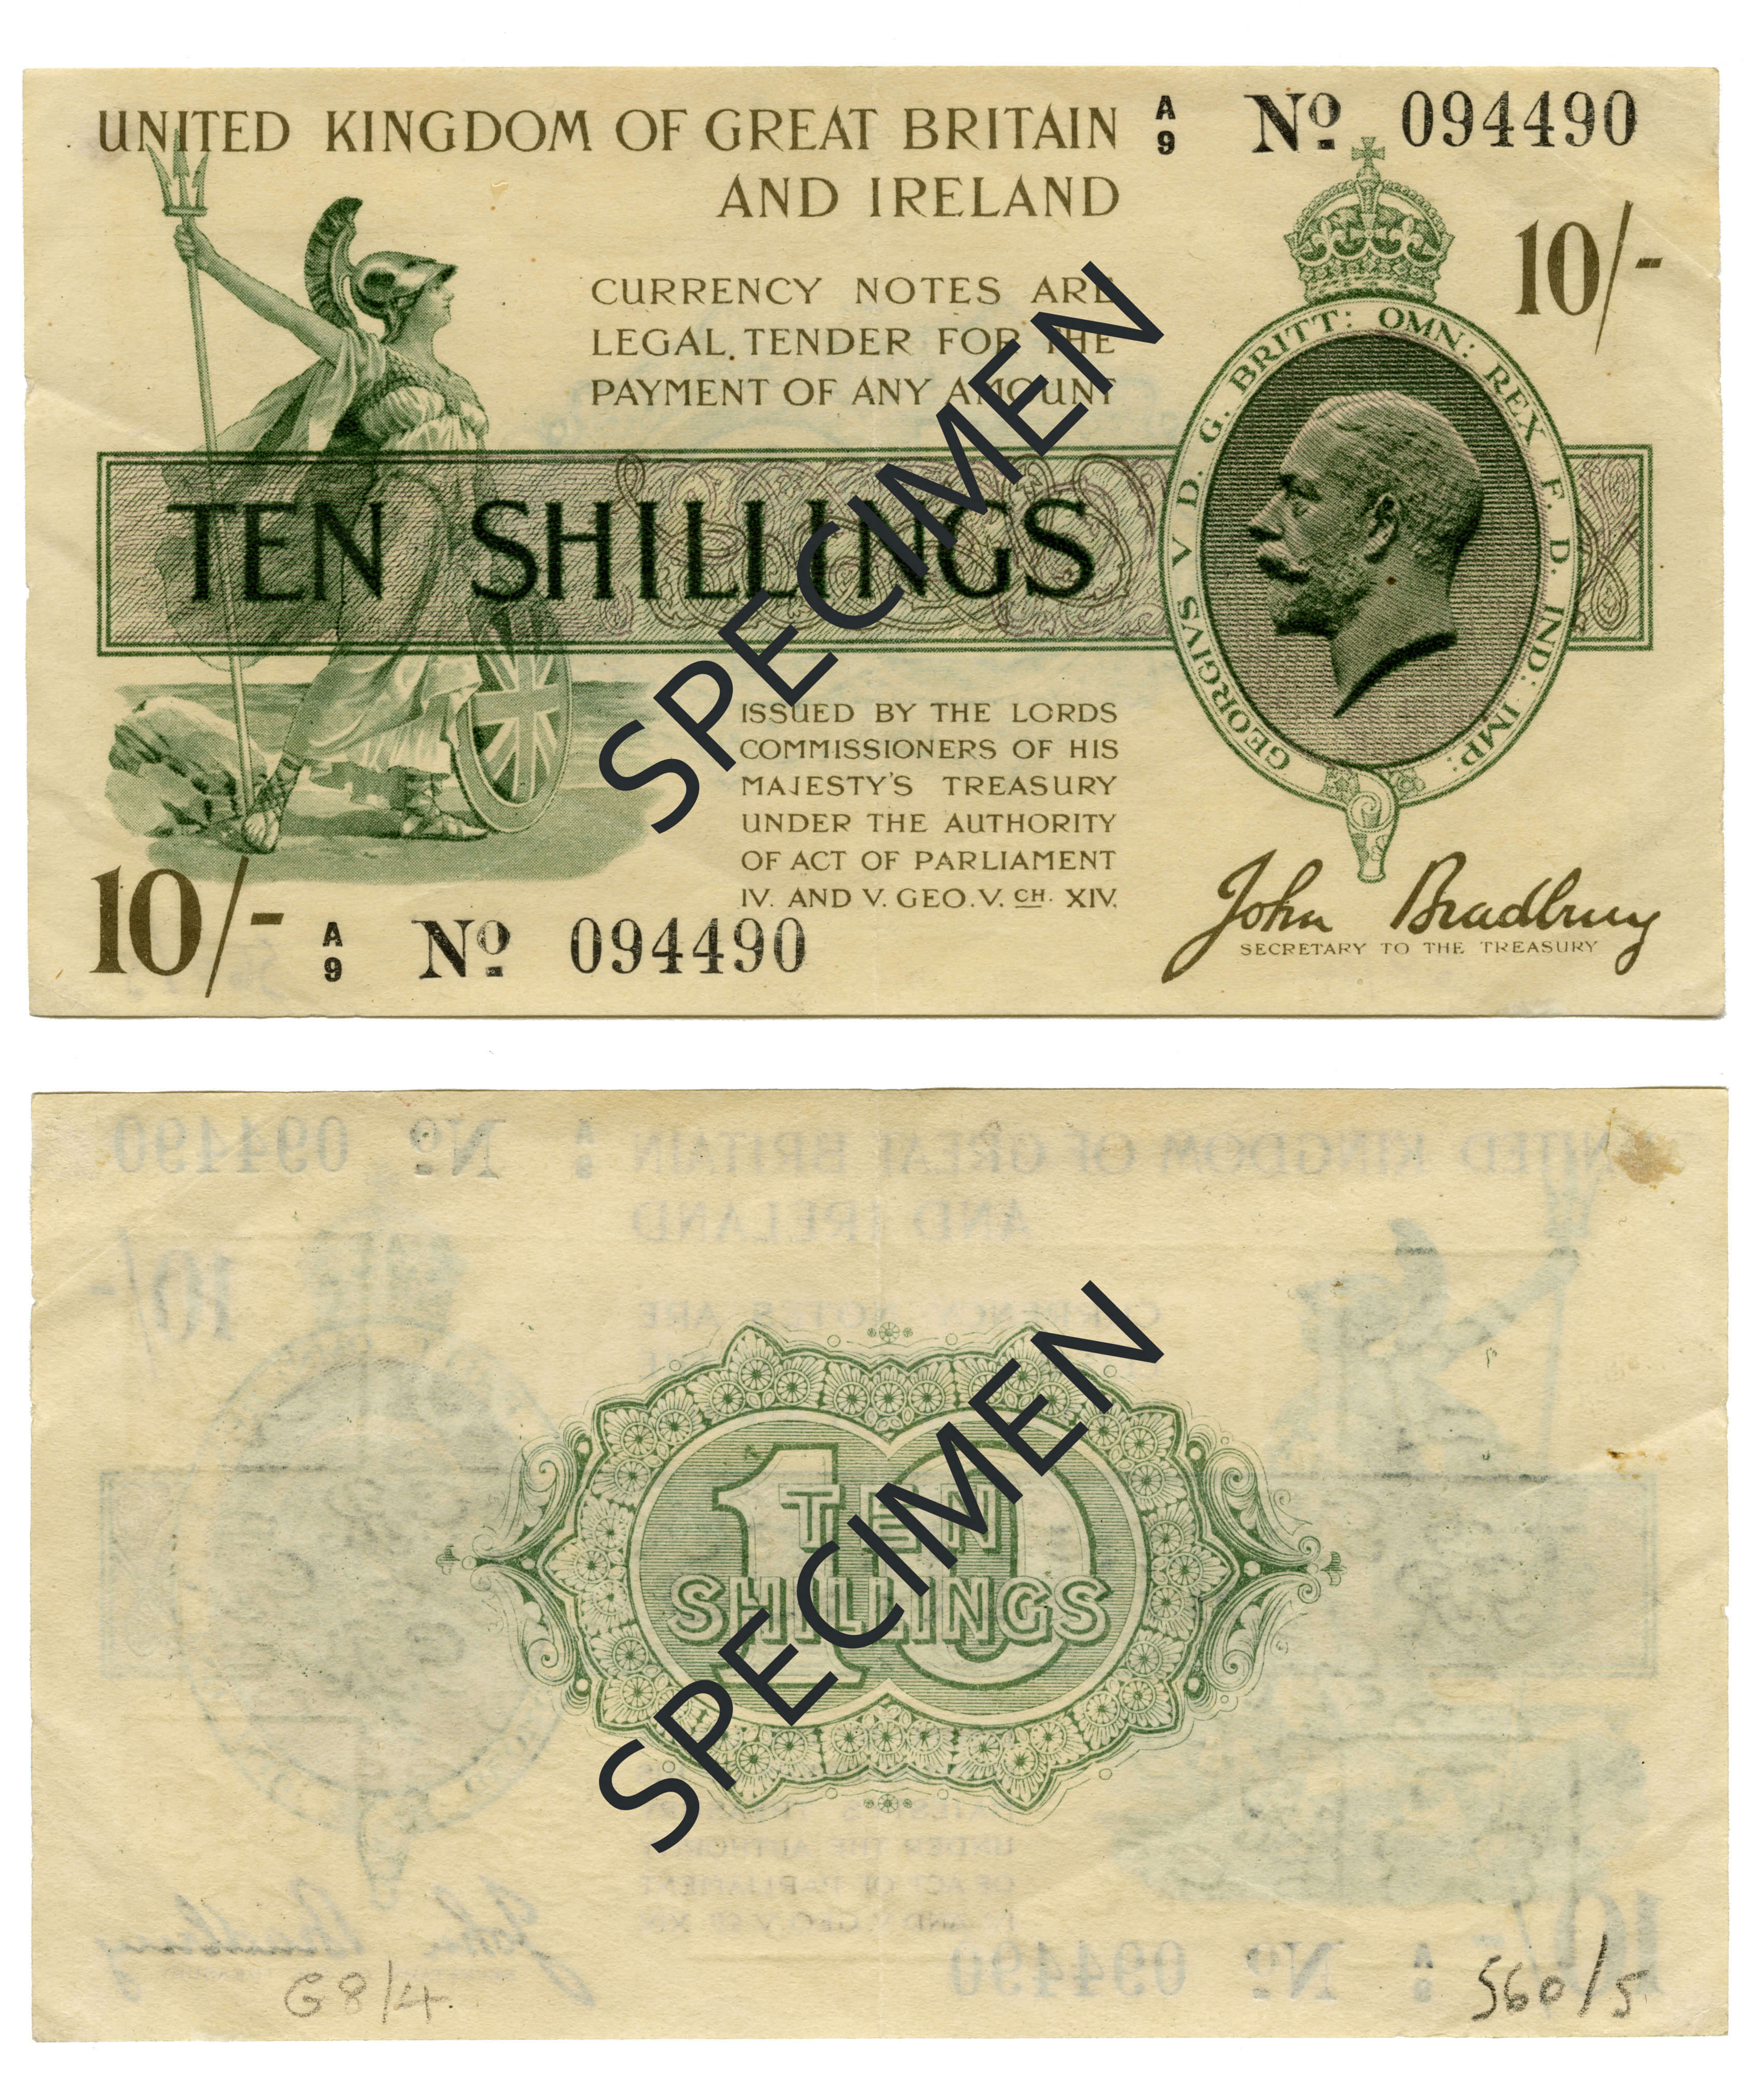 UNITED KINGDOM OF GREAT BRITAIN
AND IRELAND
A
9
Nº 094490
10/-
CURRENCY NOTES ARE
LEGAL TENDER FOR THE
PAYMENT OF ANY AMOUNT
GEORGIVS V D. G. BRITT: OMN: REX F. D. IND: IMP:
TEN SHILLINGS
SPECIMEN
ISSUED BY THE LORDS
COMMISSIONERS OF HIS
MAJESTY'S TREASURY
UNDER THE AUTHORITY
OF ACT OF PARLIAMENT
IV. AND V. GEO. V. CH. XIV.
John Bradbury
SECRETARY TO THE TREASURY
10/-
A
9
Nº 094490
10
TEN
SHILLINGS
SPECIMEN
G8/4
560/5